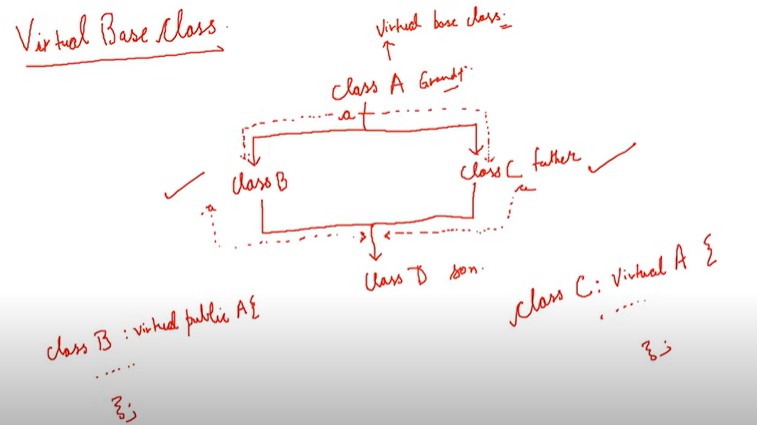 Virtual Base Class.
Virtual base class.
Class A Grandf.
a
Class B
Class C father
a
a
Class D son.
class B : virtual public A{
......
};
class C : Virtual A {
......
};